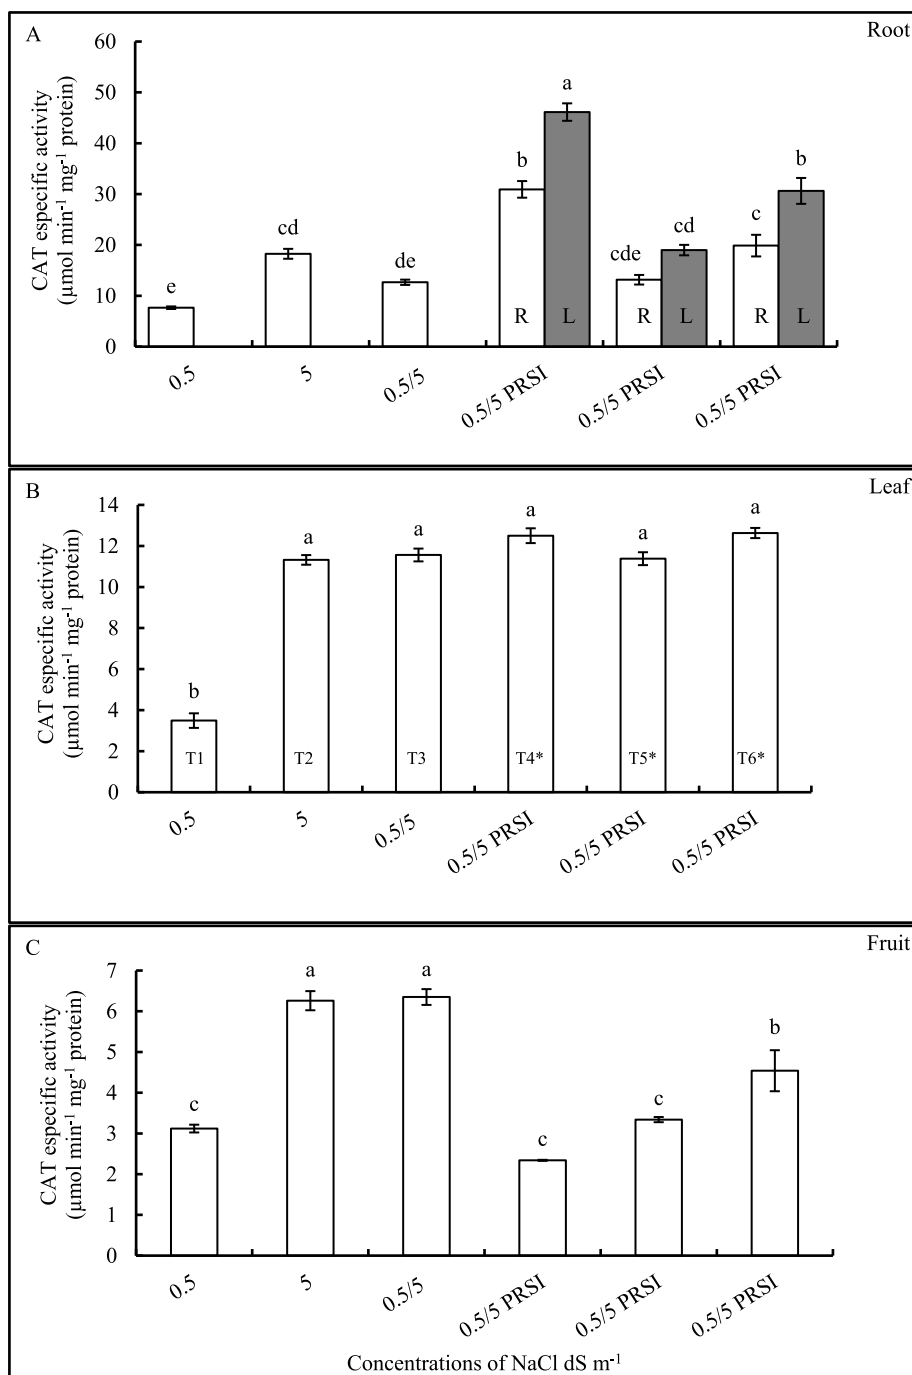 A
Root
CAT especific activity
(µmol min⁻¹ mg⁻¹ protein)
60
50
40
30
20
10
0
e
cd
de
b
a
cde
cd
c
b
R
L
R
L
R
L
0.5
5
0.5/5
0.5/5 PRSI
0.5/5 PRSI
0.5/5 PRSI
B
Leaf
CAT especific activity
(µmol min⁻¹ mg⁻¹ protein)
14
12
10
8
6
4
2
0
b
a
a
a
a
a
T1
T2
T3
T4*
T5*
T6*
0.5
5
0.5/5
0.5/5 PRSI
0.5/5 PRSI
0.5/5 PRSI
C
Fruit
CAT especific activity
(µmol min⁻¹ mg⁻¹ protein)
7
6
5
4
3
2
1
0
c
a
a
c
c
b
0.5
5
0.5/5
0.5/5 PRSI
0.5/5 PRSI
0.5/5 PRSI
Concentrations of NaCl dS m⁻¹